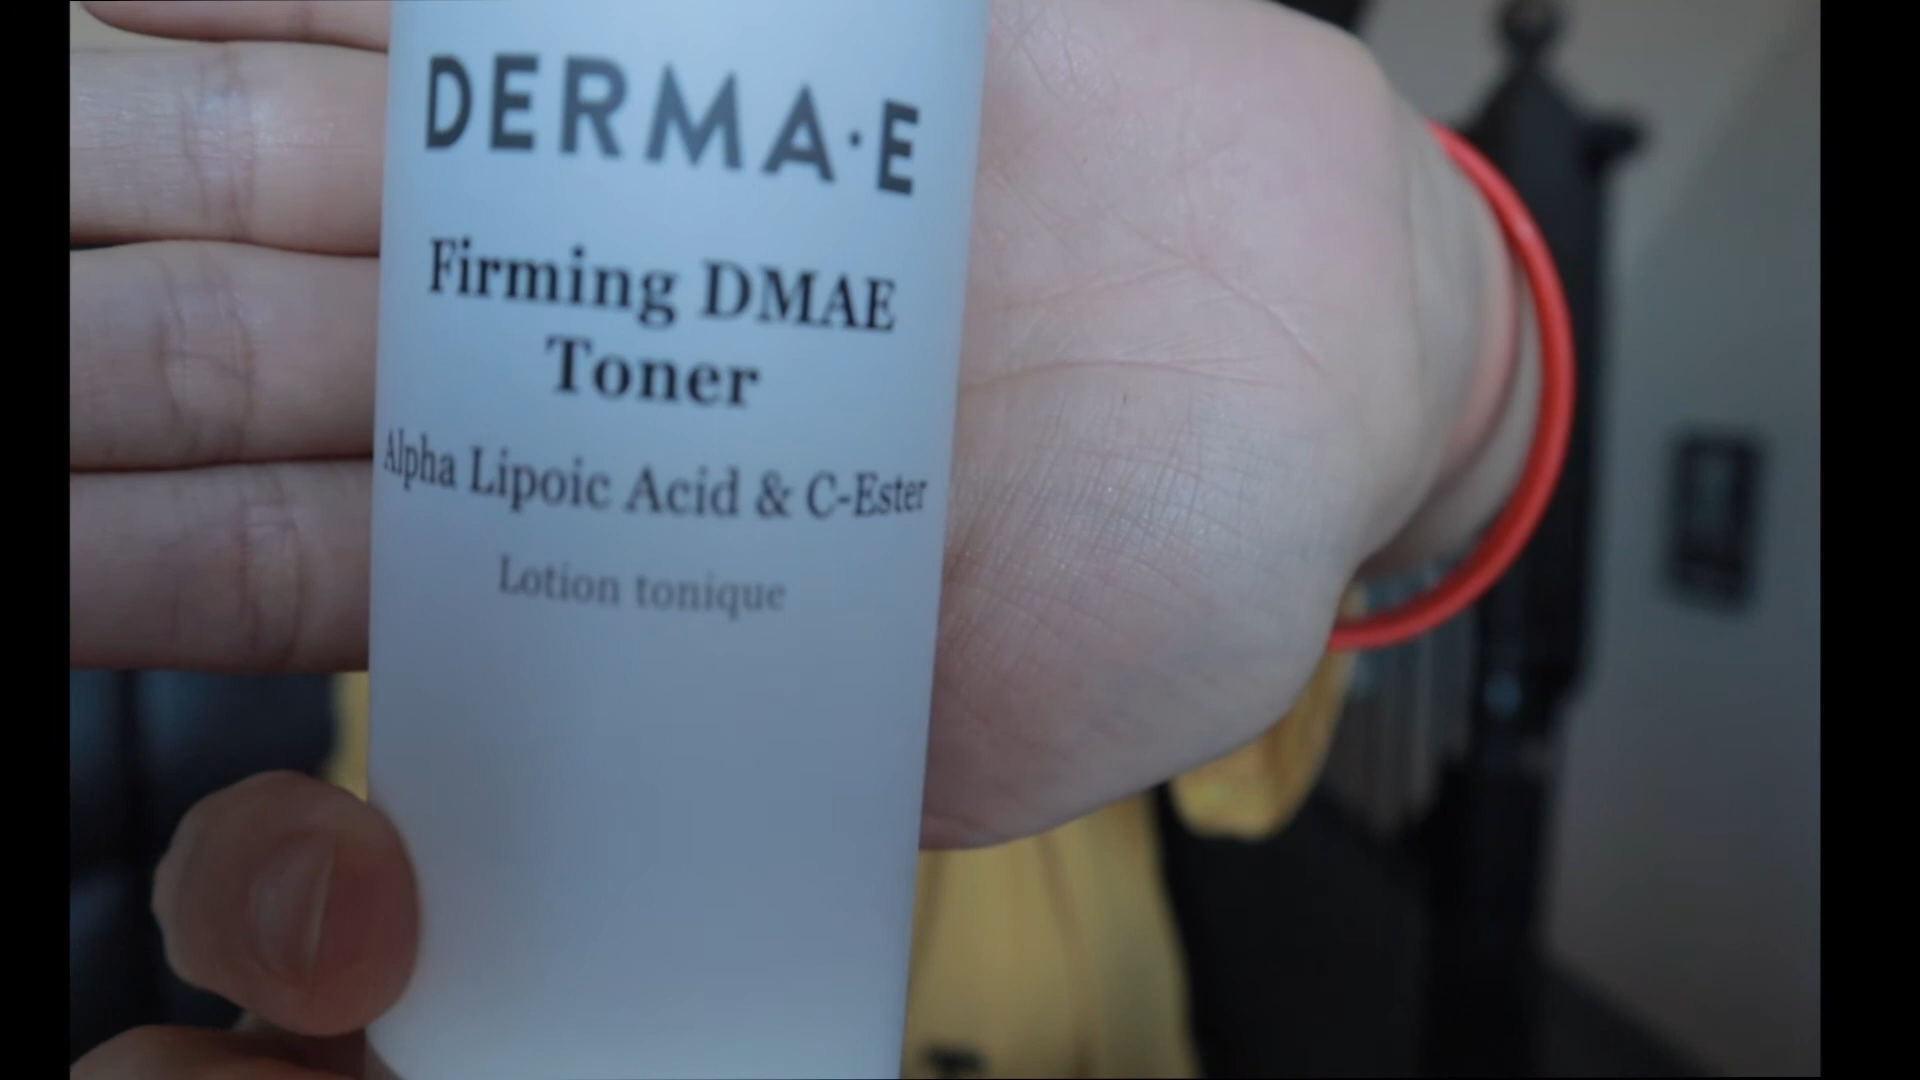 DERMA·E
Firming DMAE
Toner
Alpha Lipoic Acid & C-Ester
Lotion tonique